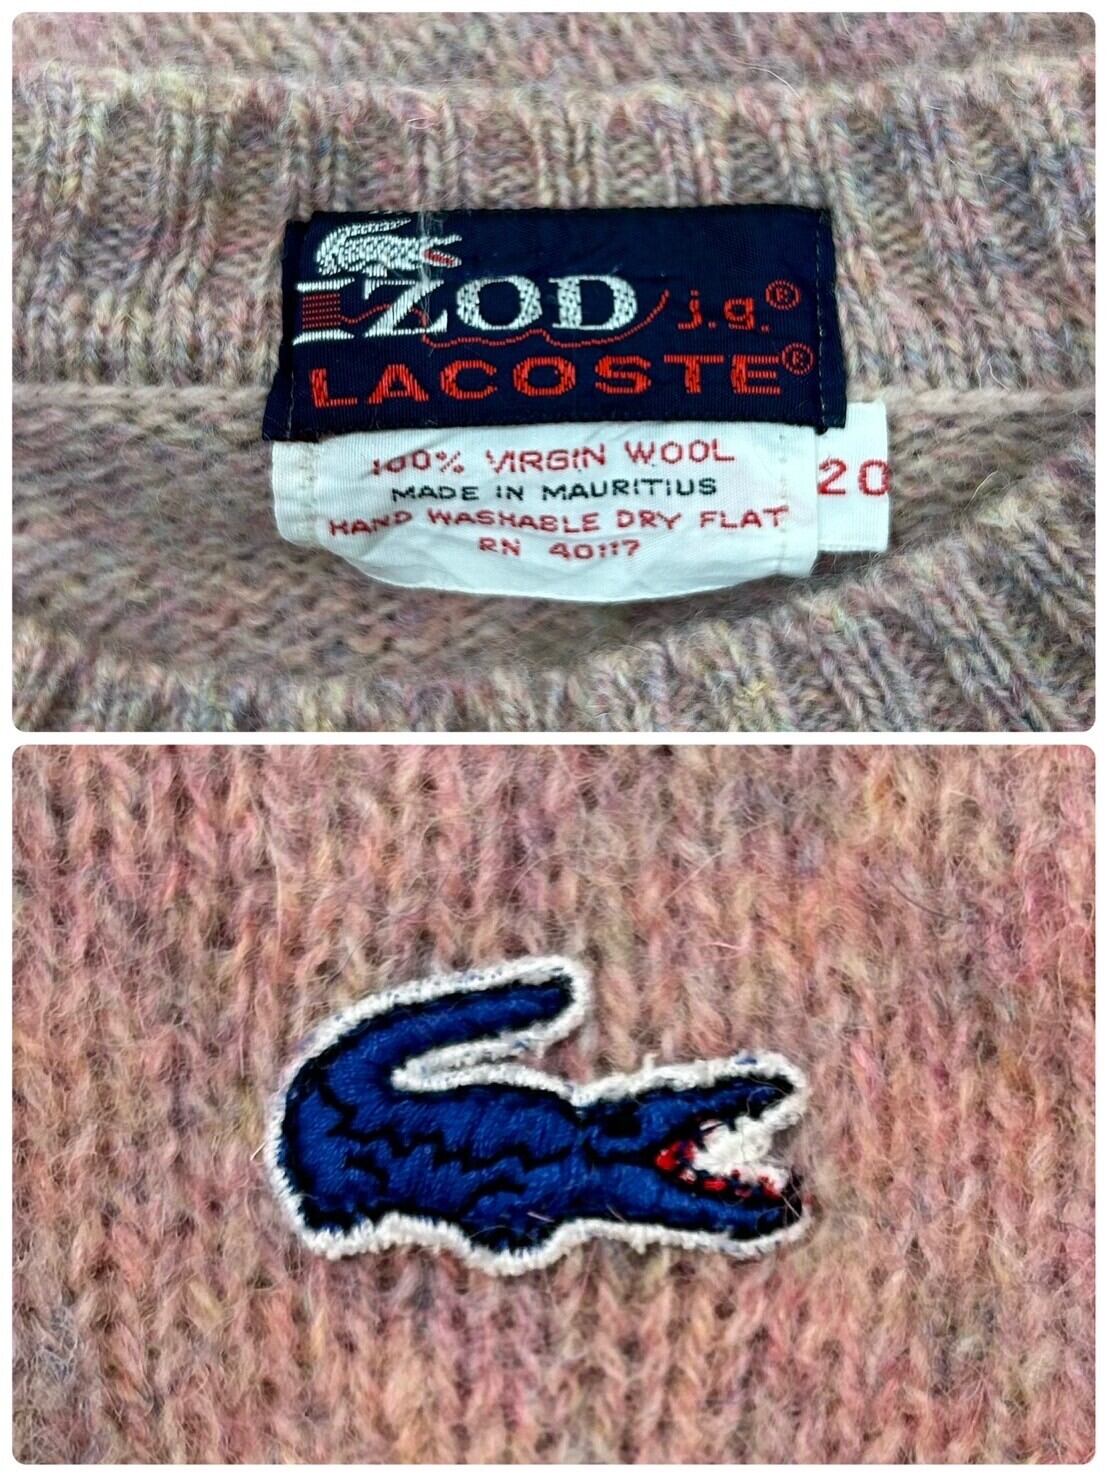 IZOD j.g.®
LACOSTE®
100% VIRGIN WOOL
MADE IN MAURITIUS
20
HAND WASHABLE DRY FLAT
RN 40117